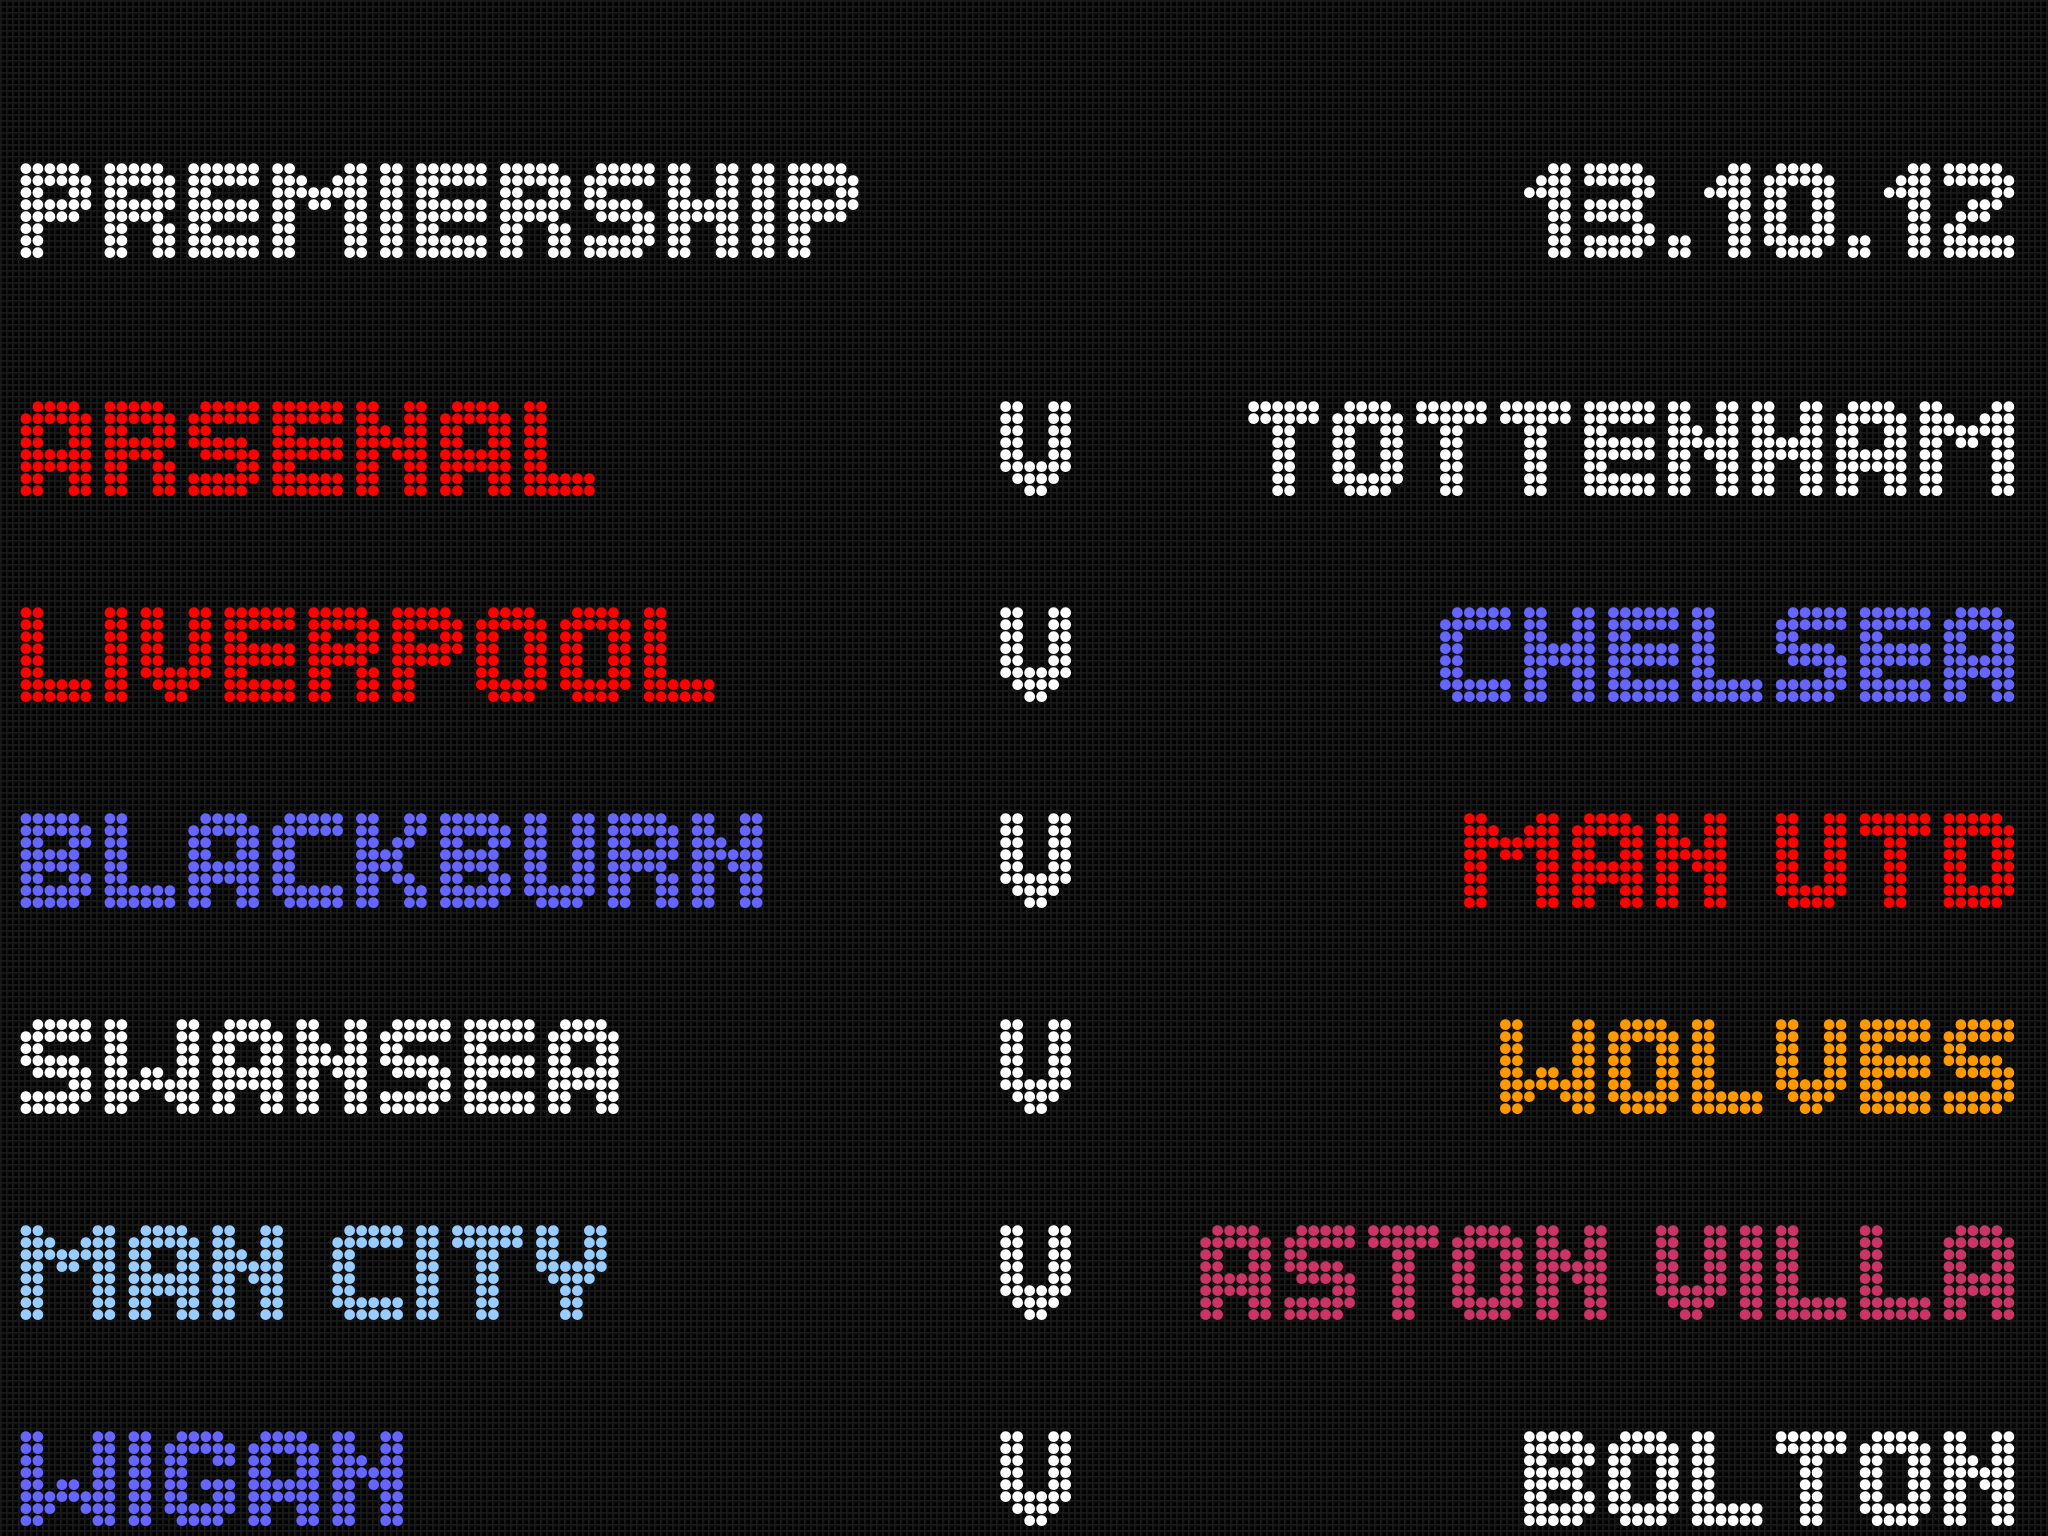 PREMIERSHIP 13.10.12
ARSENAL V TOTTENHAM
LIVERPOOL V CHELSEA
BLACKBURN V MAN UTD
SWANSEA V WOLVES
MAN CITY V ASTON VILLA
WIGAN V BOLTON